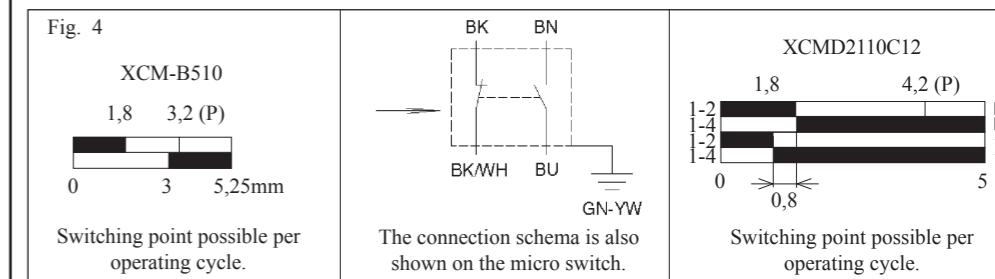 Fig. 4
XCM-B510
1,8 3,2 (P)
0 3 5,25mm
Switching point possible per
operating cycle.
BK BN
BK/WH BU
GN-YW
The connection schema is also
shown on the micro switch.
XCMD2110C12
1,8 4,2 (P)
1-2
1-4
1-2
1-4
0 5
0,8
Switching point possible per
operating cycle.